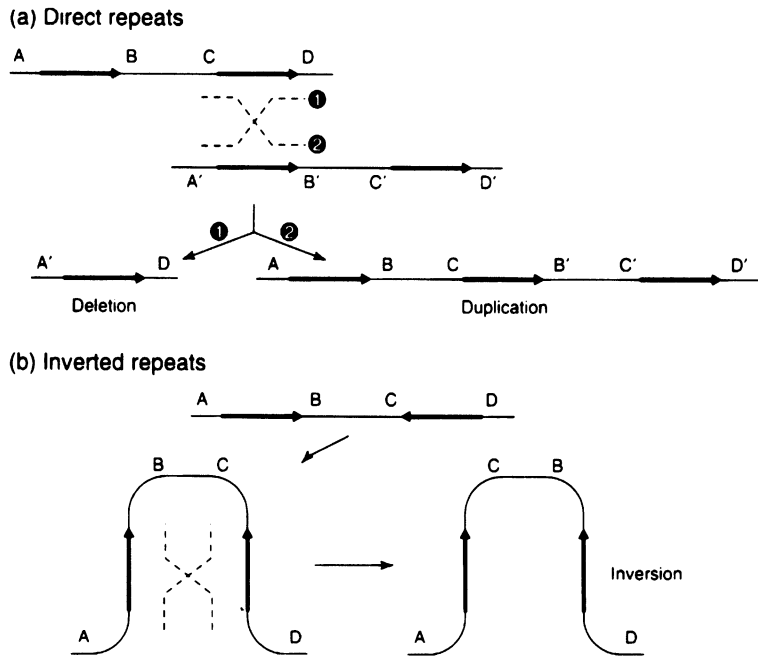 (a) Direct repeats
A B C D
1
2
A′ B′ C′ D′
1 2
A′ D A B C B′ C′ D′
Deletion Duplication
(b) Inverted repeats
A B C D
B C C B
Inversion
A D A D